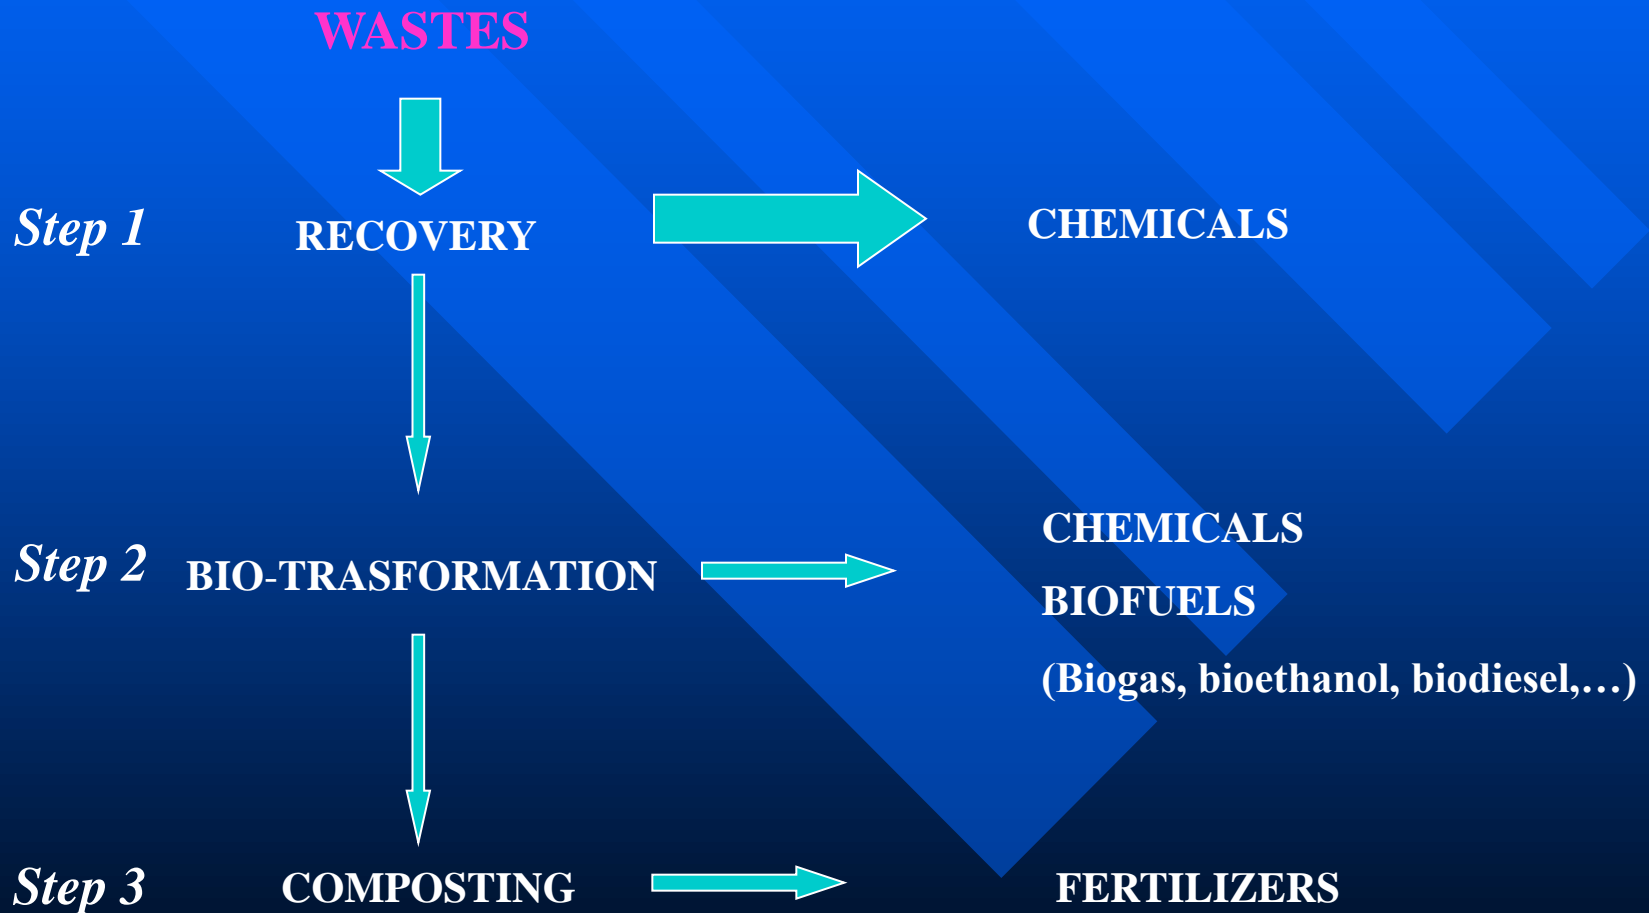 WASTES
Step 1 RECOVERY CHEMICALS
CHEMICALS
Step 2 BIO-TRASFORMATION
BIOFUELS
(Biogas, bioethanol, biodiesel,...)
Step 3 COMPOSTING FERTILIZERS